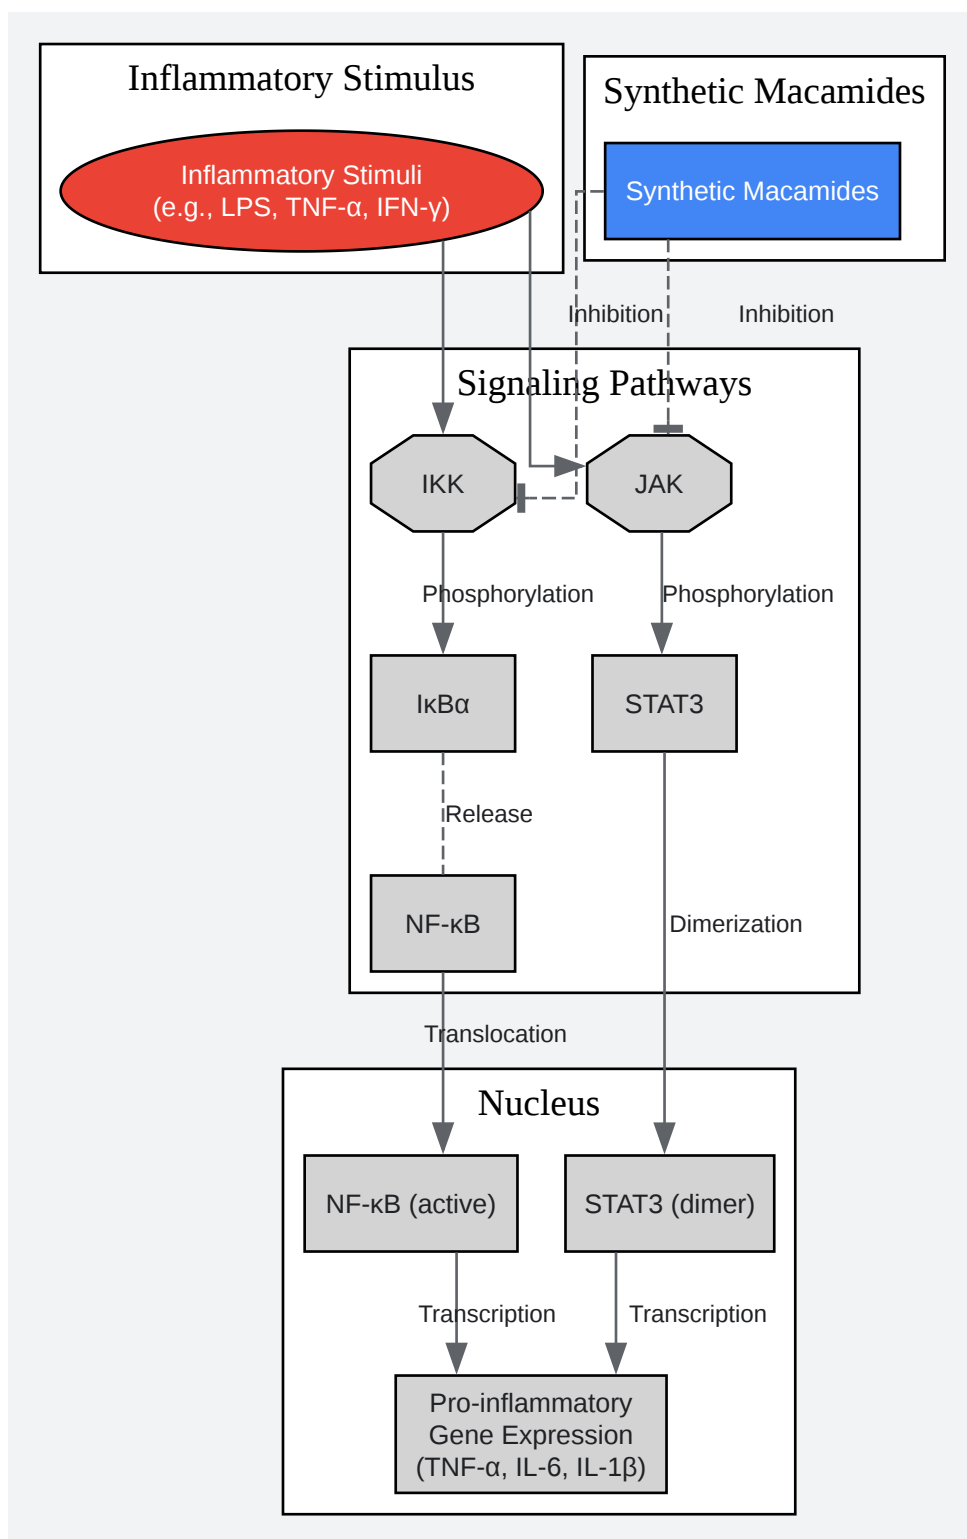 Inflammatory Stimulus
Synthetic Macamides
Inflammatory Stimuli
(e.g., LPS, TNF-α, IFN-γ)
Synthetic Macamides
Inhibition
Inhibition
Signaling Pathways
IKK
JAK
Phosphorylation
Phosphorylation
IκBα
STAT3
Release
NF-κB
Dimerization
Translocation
Nucleus
NF-κB (active)
STAT3 (dimer)
Transcription
Transcription
Pro-inflammatory
Gene Expression
(TNF-α, IL-6, IL-1β)